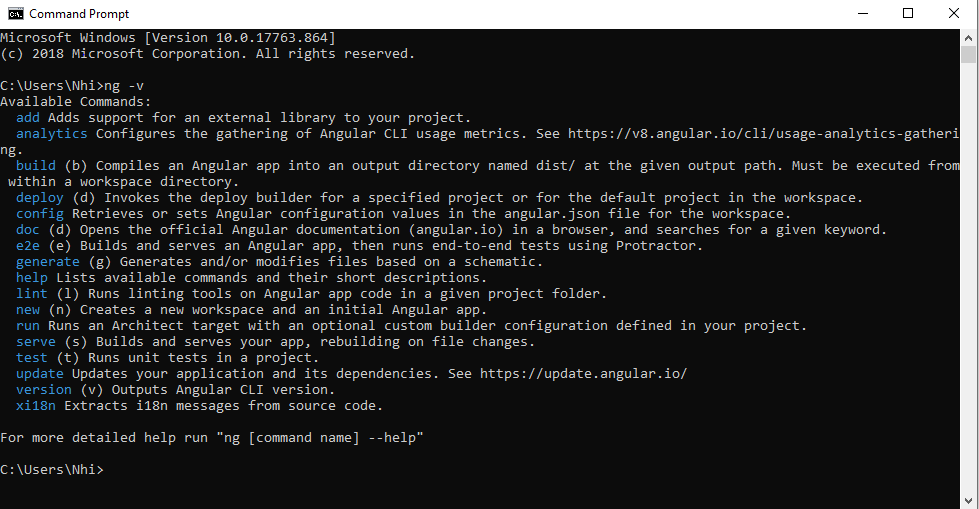 Command Prompt
Microsoft Windows [Version 10.0.17763.864]
(c) 2018 Microsoft Corporation. All rights reserved.
C:\Users\Nhi>ng -v
Available Commands:
  add Adds support for an external library to your project.
  analytics Configures the gathering of Angular CLI usage metrics. See https://v8.angular.io/cli/usage-analytics-gatheri
ng.
  build (b) Compiles an Angular app into an output directory named dist/ at the given output path. Must be executed from
 within a workspace directory.
  deploy (d) Invokes the deploy builder for a specified project or for the default project in the workspace.
  config Retrieves or sets Angular configuration values in the angular.json file for the workspace.
  doc (d) Opens the official Angular documentation (angular.io) in a browser, and searches for a given keyword.
  e2e (e) Builds and serves an Angular app, then runs end-to-end tests using Protractor.
  generate (g) Generates and/or modifies files based on a schematic.
  help Lists available commands and their short descriptions.
  lint (l) Runs linting tools on Angular app code in a given project folder.
  new (n) Creates a new workspace and an initial Angular app.
  run Runs an Architect target with an optional custom builder configuration defined in your project.
  serve (s) Builds and serves your app, rebuilding on file changes.
  test (t) Runs unit tests in a project.
  update Updates your application and its dependencies. See https://update.angular.io/
  version (v) Outputs Angular CLI version.
  xi18n Extracts i18n messages from source code.
For more detailed help run "ng [command name] --help"
C:\Users\Nhi>